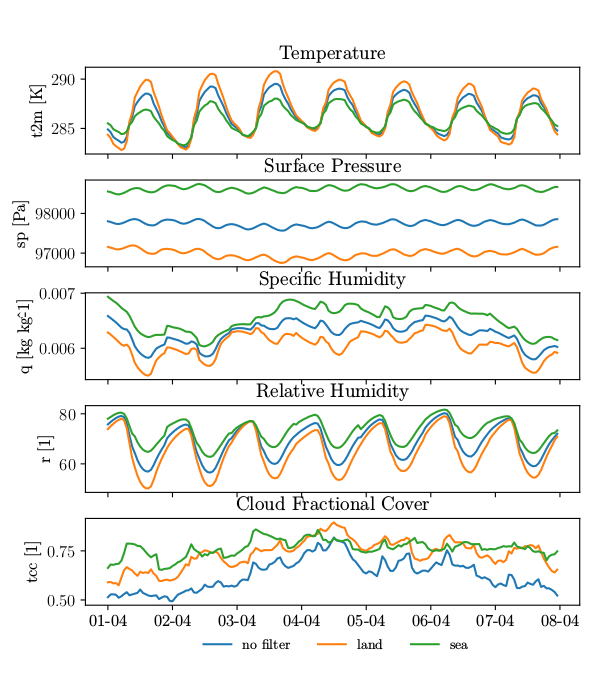 Temperature
t2m [K]
290
285
Surface Pressure
sp [Pa]
98000
97000
Specific Humidity
q [kg kg-1]
0.007
0.006
Relative Humidity
r [1]
80
60
Cloud Fractional Cover
tcc [1]
0.75
0.50
01-04 02-04 03-04 04-04 05-04 06-04 07-04 08-04
no filter land sea